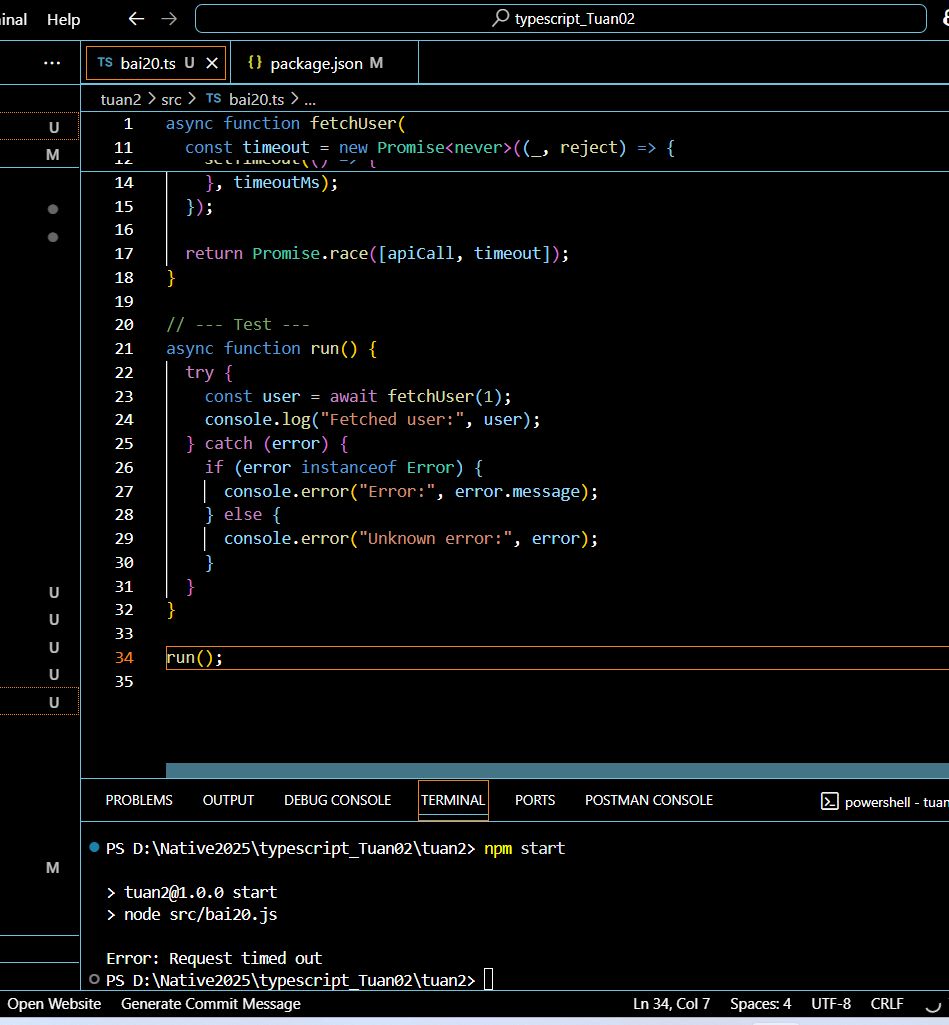 Help ← → typescript_Tuan02
... TS bai20.ts U × {} package.json M
tuan2 > src > TS bai20.ts > ...
U
M
1 async function fetchUser(
11 const timeout = new Promise<never>((_, reject) => {
12 setTimeout(() => {
14 }, timeoutMs);
15 });
16
17 return Promise.race([apiCall, timeout]);
18 }
19
20 // --- Test ---
21 async function run() {
22 try {
23 const user = await fetchUser(1);
24 console.log("Fetched user:", user);
25 } catch (error) {
26 if (error instanceof Error) {
27 console.error("Error:", error.message);
28 } else {
29 console.error("Unknown error:", error);
30 }
31 }
32 }
33
34 run();
35
U
U
U
U
U
PROBLEMS OUTPUT DEBUG CONSOLE TERMINAL PORTS POSTMAN CONSOLE powershell - tuan
PS D:\Native2025\typescript_Tuan02\tuan2> npm start
M
> tuan2@1.0.0 start
> node src/bai20.js
Error: Request timed out
PS D:\Native2025\typescript_Tuan02\tuan2>
Open Website Generate Commit Message Ln 34, Col 7 Spaces: 4 UTF-8 CRLF